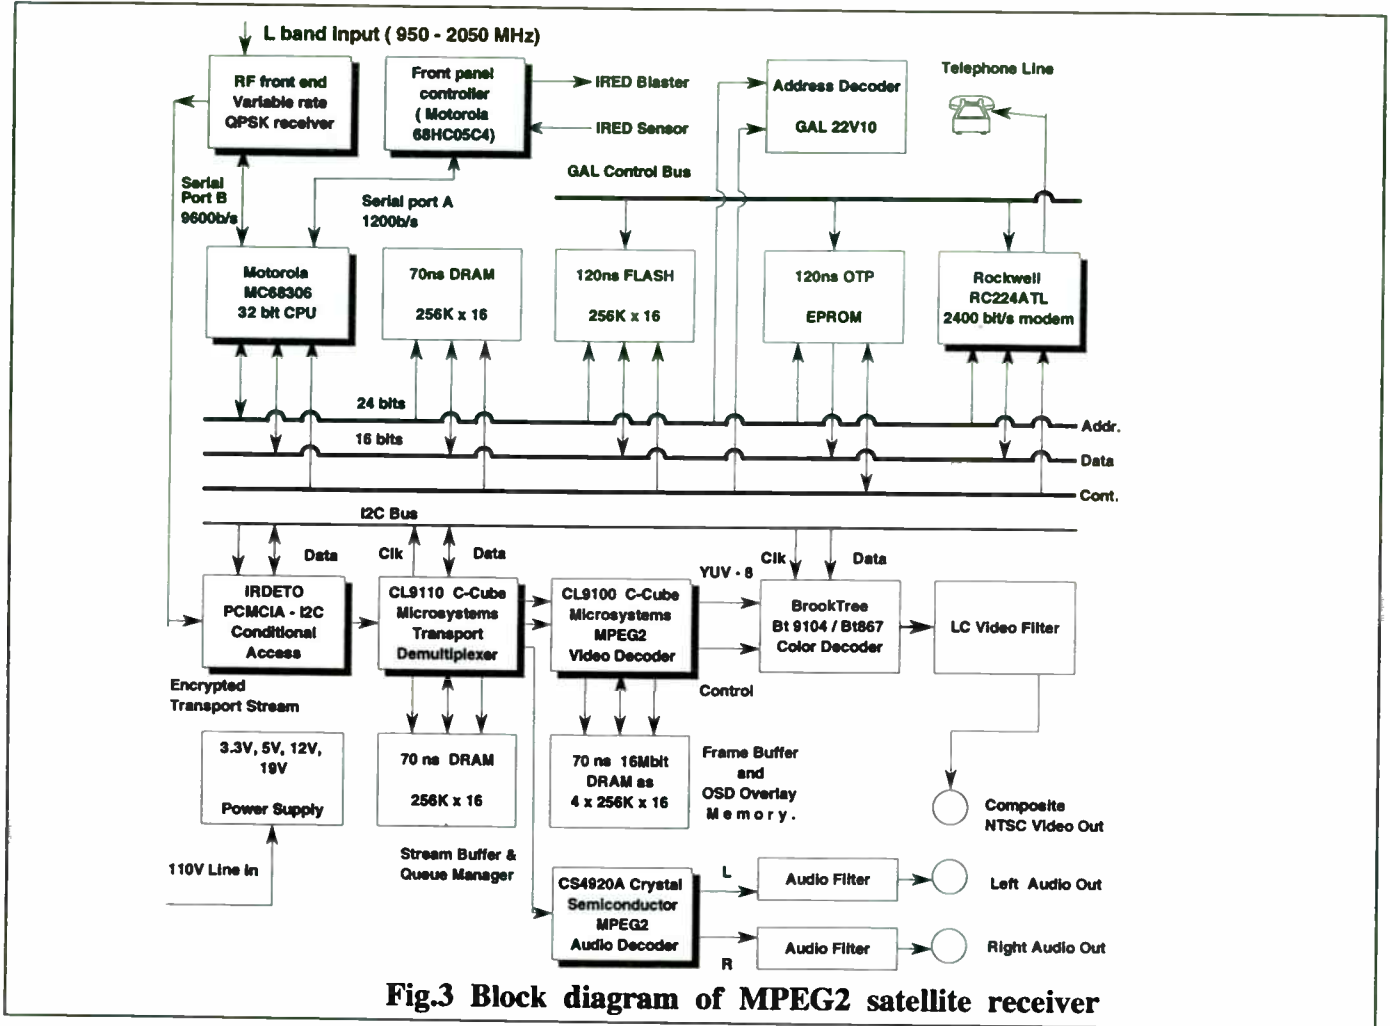 L band Input ( 950 - 2050 MHz)
RF front end
Variable rate
QPSK receiver
Front panel
controller
( Motorola
68HC05C4)
IRED Blaster
IRED Sensor
Address Decoder
GAL 22V10
Telephone Line
GAL Control Bus
Serial
Port B
9600b/s
Serial port A
1200b/s
Motorola
MC68306
32 bit CPU
70ns DRAM
256K x 16
120ns FLASH
256K x 16
120ns OTP
EPROM
Rockwell
RC224ATL
2400 bit/s modem
24 bits
Addr.
16 bits
Data
Cont.
I2C Bus
Data
Clk
Data
Clk
Data
YUV - 8
IRDETO
PCMCIA - I2C
Conditional
Access
CL9110 C-Cube
Microsystems
Transport
Demultiplexer
CL9100 C-Cube
Microsystems
MPEG2
Video Decoder
BrookTree
Bt 9104 / Bt867
Color Decoder
LC Video Filter
Control
Encrypted
Transport Stream
3.3V, 5V, 12V,
19V
Power Supply
70 ns DRAM
256K x 16
70 ns 16Mbit
DRAM as
4 x 256K x 16
Frame Buffer
and
OSD Overlay
Memory.
Composite
NTSC Video Out
110V Line in
Stream Buffer &
Queue Manager
CS4920A Crystal
Semiconductor
MPEG2
Audio Decoder
L
Audio Filter
Left Audio Out
R
Audio Filter
Right Audio Out
Fig.3 Block diagram of MPEG2 satellite receiver